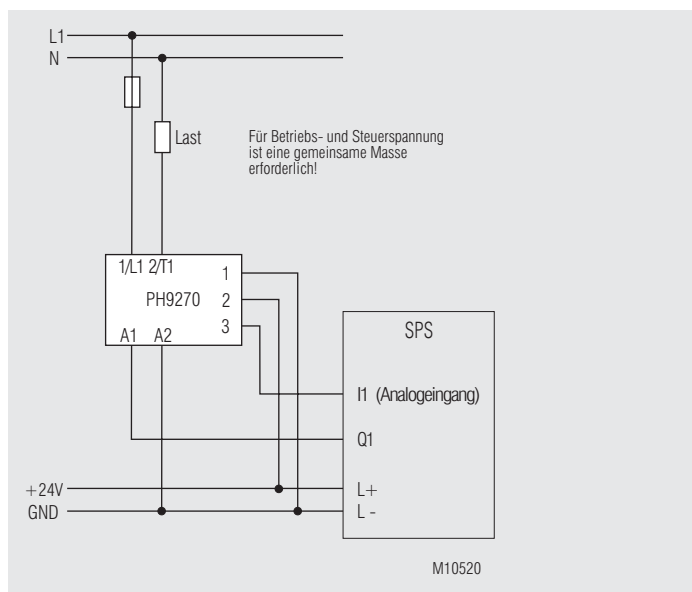 L1
N
Last
Für Betriebs- und Steuerspannung
ist eine gemeinsame Masse
erforderlich!
1/L1 2/T1
1
PH9270 2
3
A1 A2
SPS
I1 (Analogeingang)
Q1
+24V
L+
GND
L -
M10520